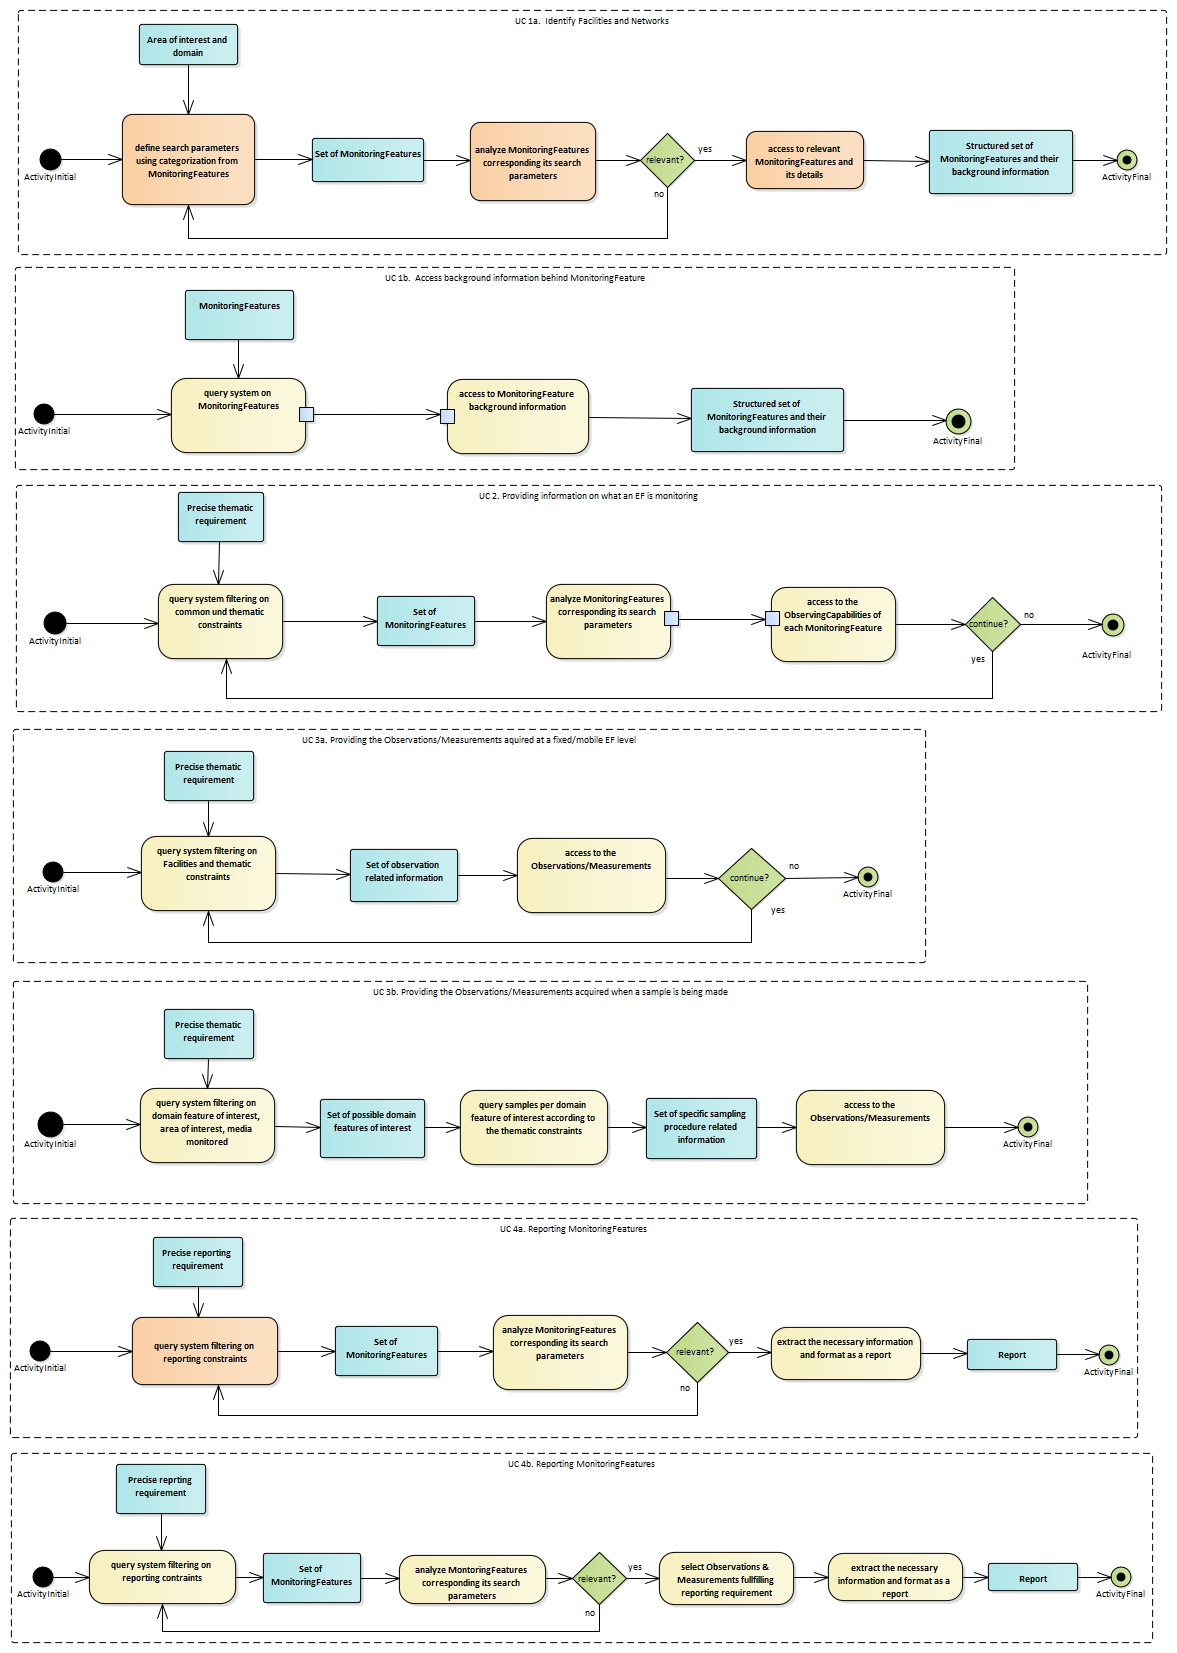 UC 1a.  Identify Facilities and Networks
Area of interest and
domain
define search parameters
using categorization from
MonitoringFeatures
Set of MonitoringFeatures
analyze MonitoringFeatures
corresponding its search
parameters
relevant?
yes
no
access to relevant
MonitoringFeatures and
its details
Structured set of
MonitoringFeatures and their
background information
ActivityInitial
ActivityFinal
UC 1b.  Access background information behind MonitoringFeature
MonitoringFeatures
query system on
MonitoringFeatures
access to MonitoringFeature
background information
Structured set of
MonitoringFeatures and their
background information
ActivityInitial
ActivityFinal
UC 2. Providing information on what an EF is monitoring
Precise thematic
requirement
query system filtering on
common und thematic
constraints
Set of
MonitoringFeatures
analyze MonitoringFeatures
corresponding its search
parameters
access to the
ObservingCapabilities of
each MonitoringFeature
continue?
no
yes
ActivityInitial
ActivityFinal
UC 3a. Providing the Observations/Measurements aquired at a fixed/mobile EF level
Precise thematic
requirement
query system filtering on
Facilities and thematic
constraints
Set of observation
related information
access to the
Observations/Measurements
continue?
no
yes
ActivityInitial
ActivityFinal
UC 3b. Providing the Observations/Measurements acquired when a sample is being made
Precise thematic
requirement
query system filtering on
domain feature of interest,
area of interest, media
monitored
Set of possible domain
features of interest
query samples per domain
feature of interest according to
the thematic constraints
Set of specific sampling
procedure related
information
access to the
Observations/Measurements
ActivityInitial
ActivityFinal
UC 4a. Reporting MonitoringFeatures
Precise reporting
requirement
query system filtering on
reporting constraints
Set of
MonitoringFeatures
analyze MonitoringFeatures
corresponding its search
parameters
relevant?
yes
no
extract the necessary information
and format as a report
Report
ActivityInitial
ActivityFinal
UC 4b. Reporting MonitoringFeatures
Precise reprting
requirement
query system filtering on
reporting contraints
Set of
MonitoringFeatures
analyze MontoringFeatures
corresponding its search
parameters
relevant?
yes
no
select Observations &
Measurements fullfilling
reporting requirement
extract the necessary
information and format as a
report
Report
ActivityInitial
ActivityFinal